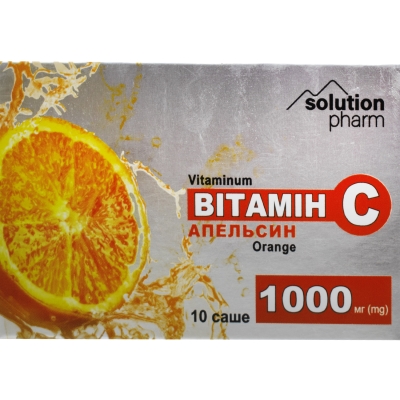 solution
pharm
Vitaminum
ВІТАМІН C
АПЕЛЬСИН
Orange
10 саше
1000 мг (mg)